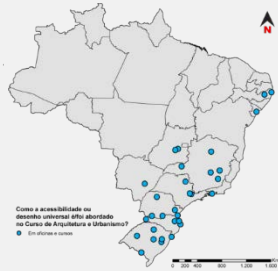 N
Como a acessibilidade ou
desenho universal é/foi abordado
no Curso de Arquitetura e Urbanismo?
Em oficinas e cursos
0 200 400 800 1.200 1.600